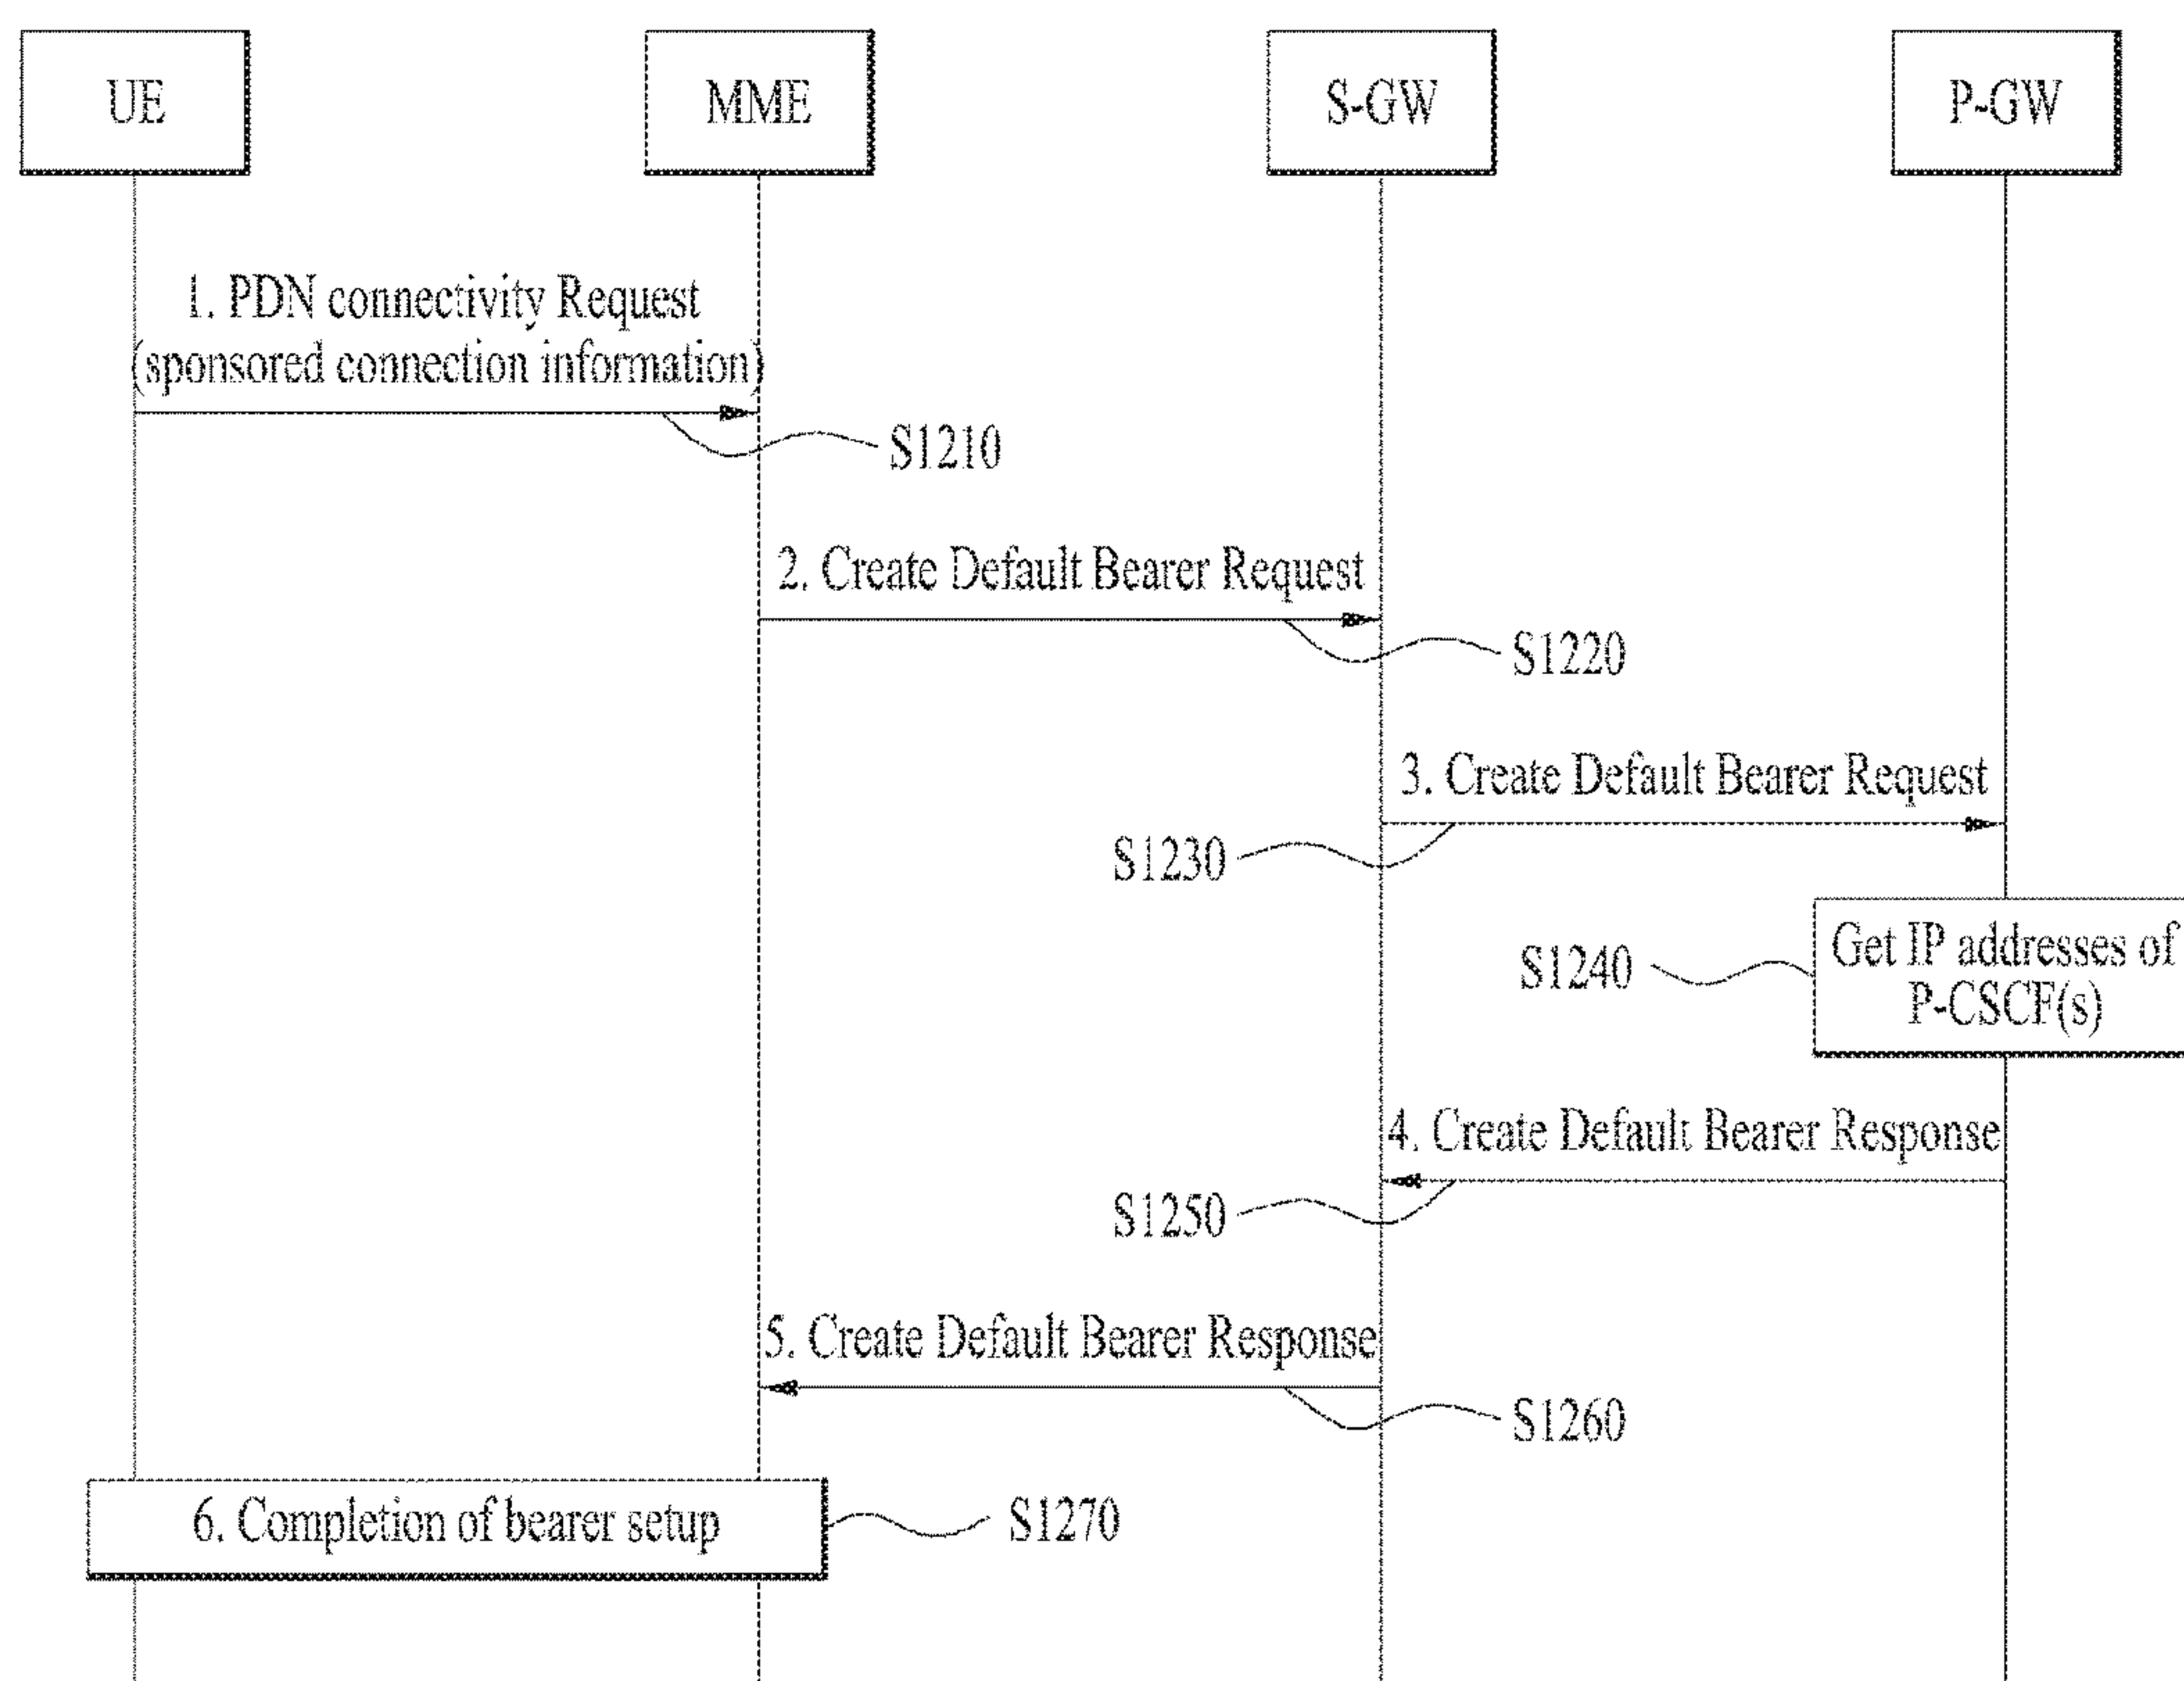 UE
MME
S-GW
P-GW
1. PDN connectivity Request
(sponsored connection information)
S1210
2. Create Default Bearer Request
S1220
3. Create Default Bearer Request
S1230
Get IP addresses of
P-CSCF(s)
S1240
4. Create Default Bearer Response
S1250
5. Create Default Bearer Response
S1260
6. Completion of bearer setup
S1270